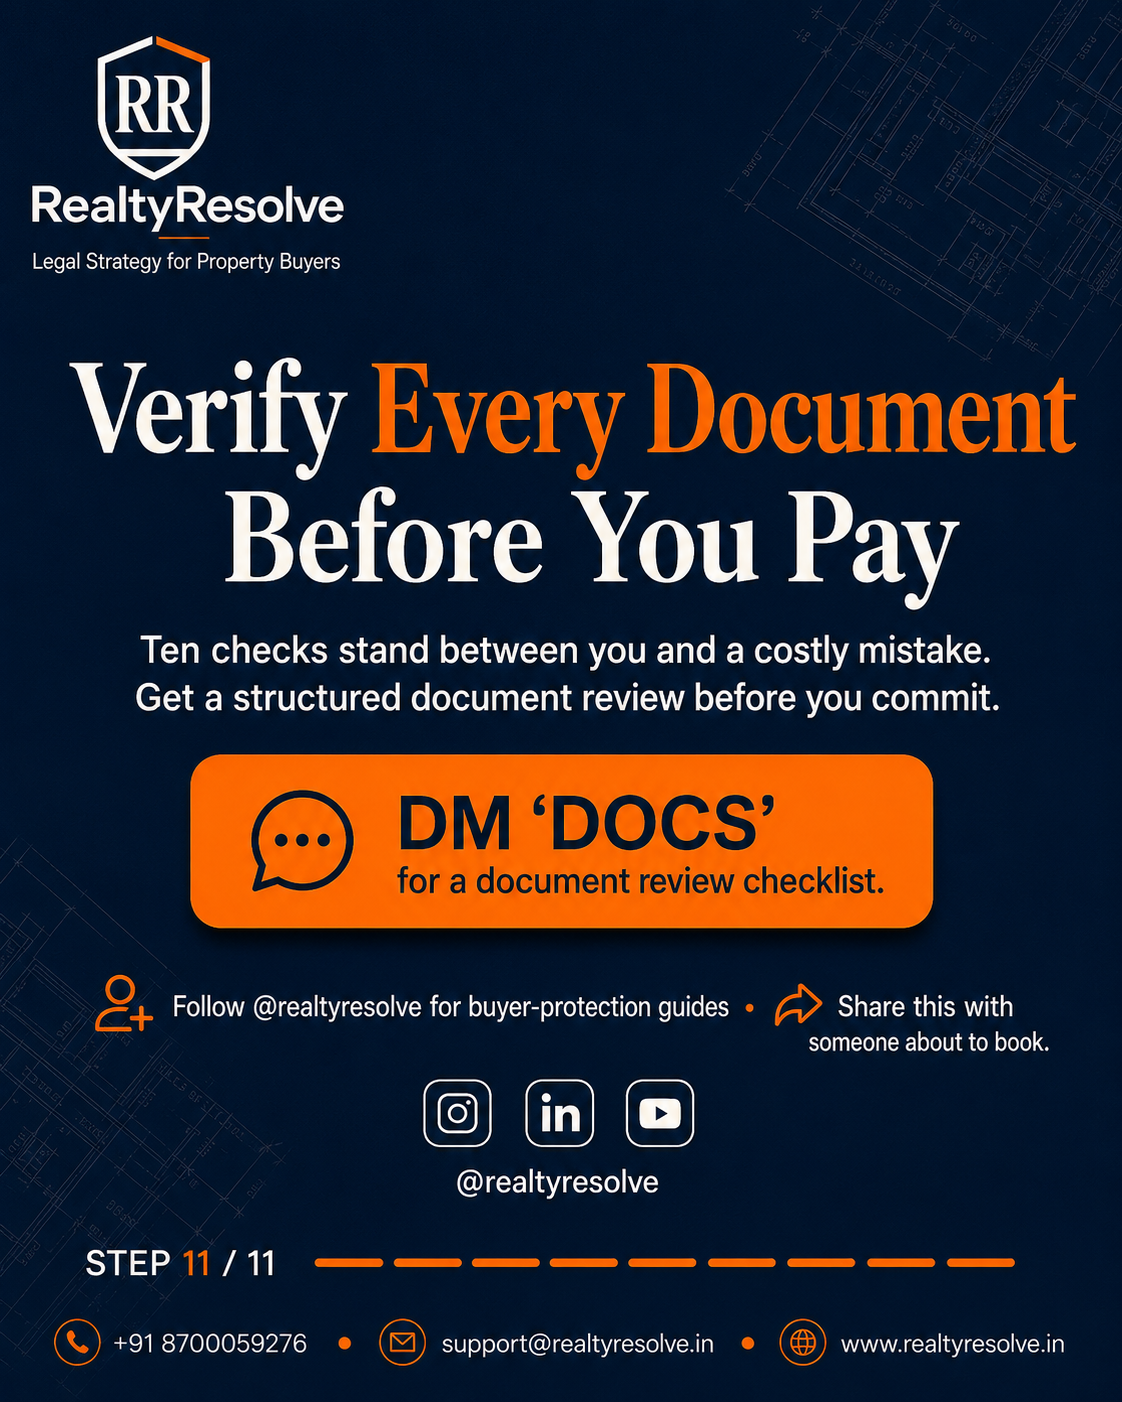 RR
RealtyResolve
Legal Strategy for Property Buyers
Verify Every Document
Before You Pay
Ten checks stand between you and a costly mistake.
Get a structured document review before you commit.
DM ‘DOCS’
for a document review checklist.
Follow @realtyresolve for buyer-protection guides • Share this with
someone about to book.
in
@realtyresolve
STEP 11 / 11
+91 8700059276 • support@realtyresolve.in • www.realtyresolve.in